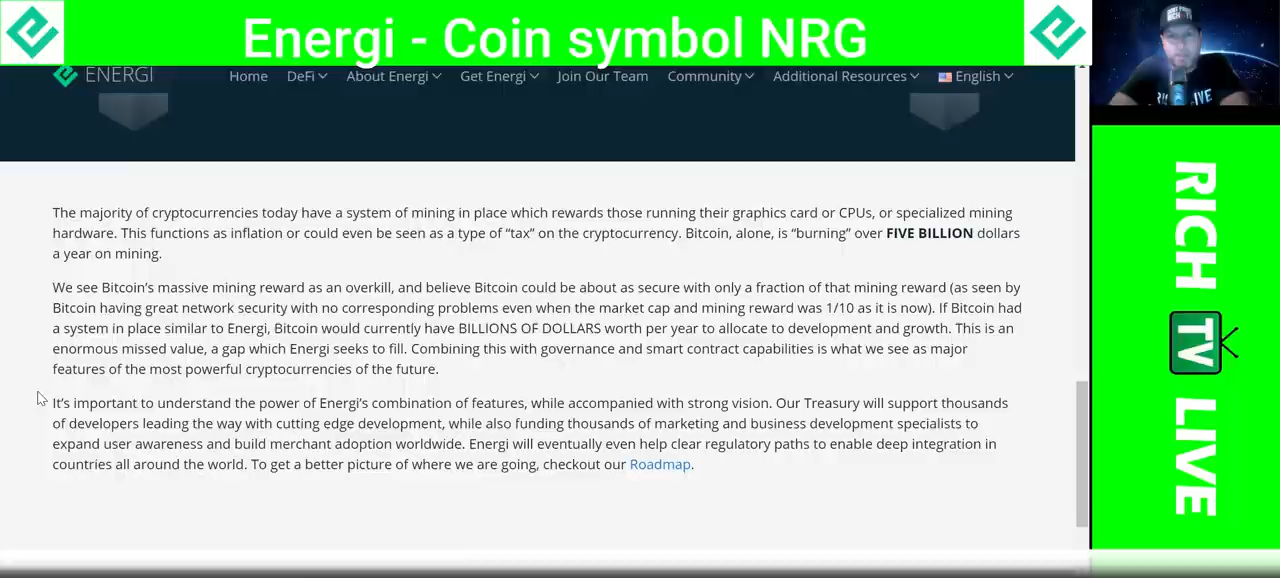 Energi - Coin symbol NRG
ENERGI
Home DeFi About Energi Get Energi Join Our Team Community Additional Resources English
The majority of cryptocurrencies today have a system of mining in place which rewards those running their graphics card or CPUs, or specialized mining
hardware. This functions as inflation or could even be seen as a type of “tax” on the cryptocurrency. Bitcoin, alone, is “burning” over FIVE BILLION dollars
a year on mining.
We see Bitcoin’s massive mining reward as an overkill, and believe Bitcoin could be about as secure with only a fraction of that mining reward (as seen by
Bitcoin having great network security with no corresponding problems even when the market cap and mining reward was 1/10 as it is now). If Bitcoin had
a system in place similar to Energi, Bitcoin would currently have BILLIONS OF DOLLARS worth per year to allocate to development and growth. This is an
enormous missed value, a gap which Energi seeks to fill. Combining this with governance and smart contract capabilities is what we see as major
features of the most powerful cryptocurrencies of the future.
It’s important to understand the power of Energi’s combination of features, while accompanied with strong vision. Our Treasury will support thousands
of developers leading the way with cutting edge development, while also funding thousands of marketing and business development specialists to
expand user awareness and build merchant adoption worldwide. Energi will eventually even help clear regulatory paths to enable deep integration in
countries all around the world. To get a better picture of where we are going, checkout our Roadmap.
RICH TV LIVE